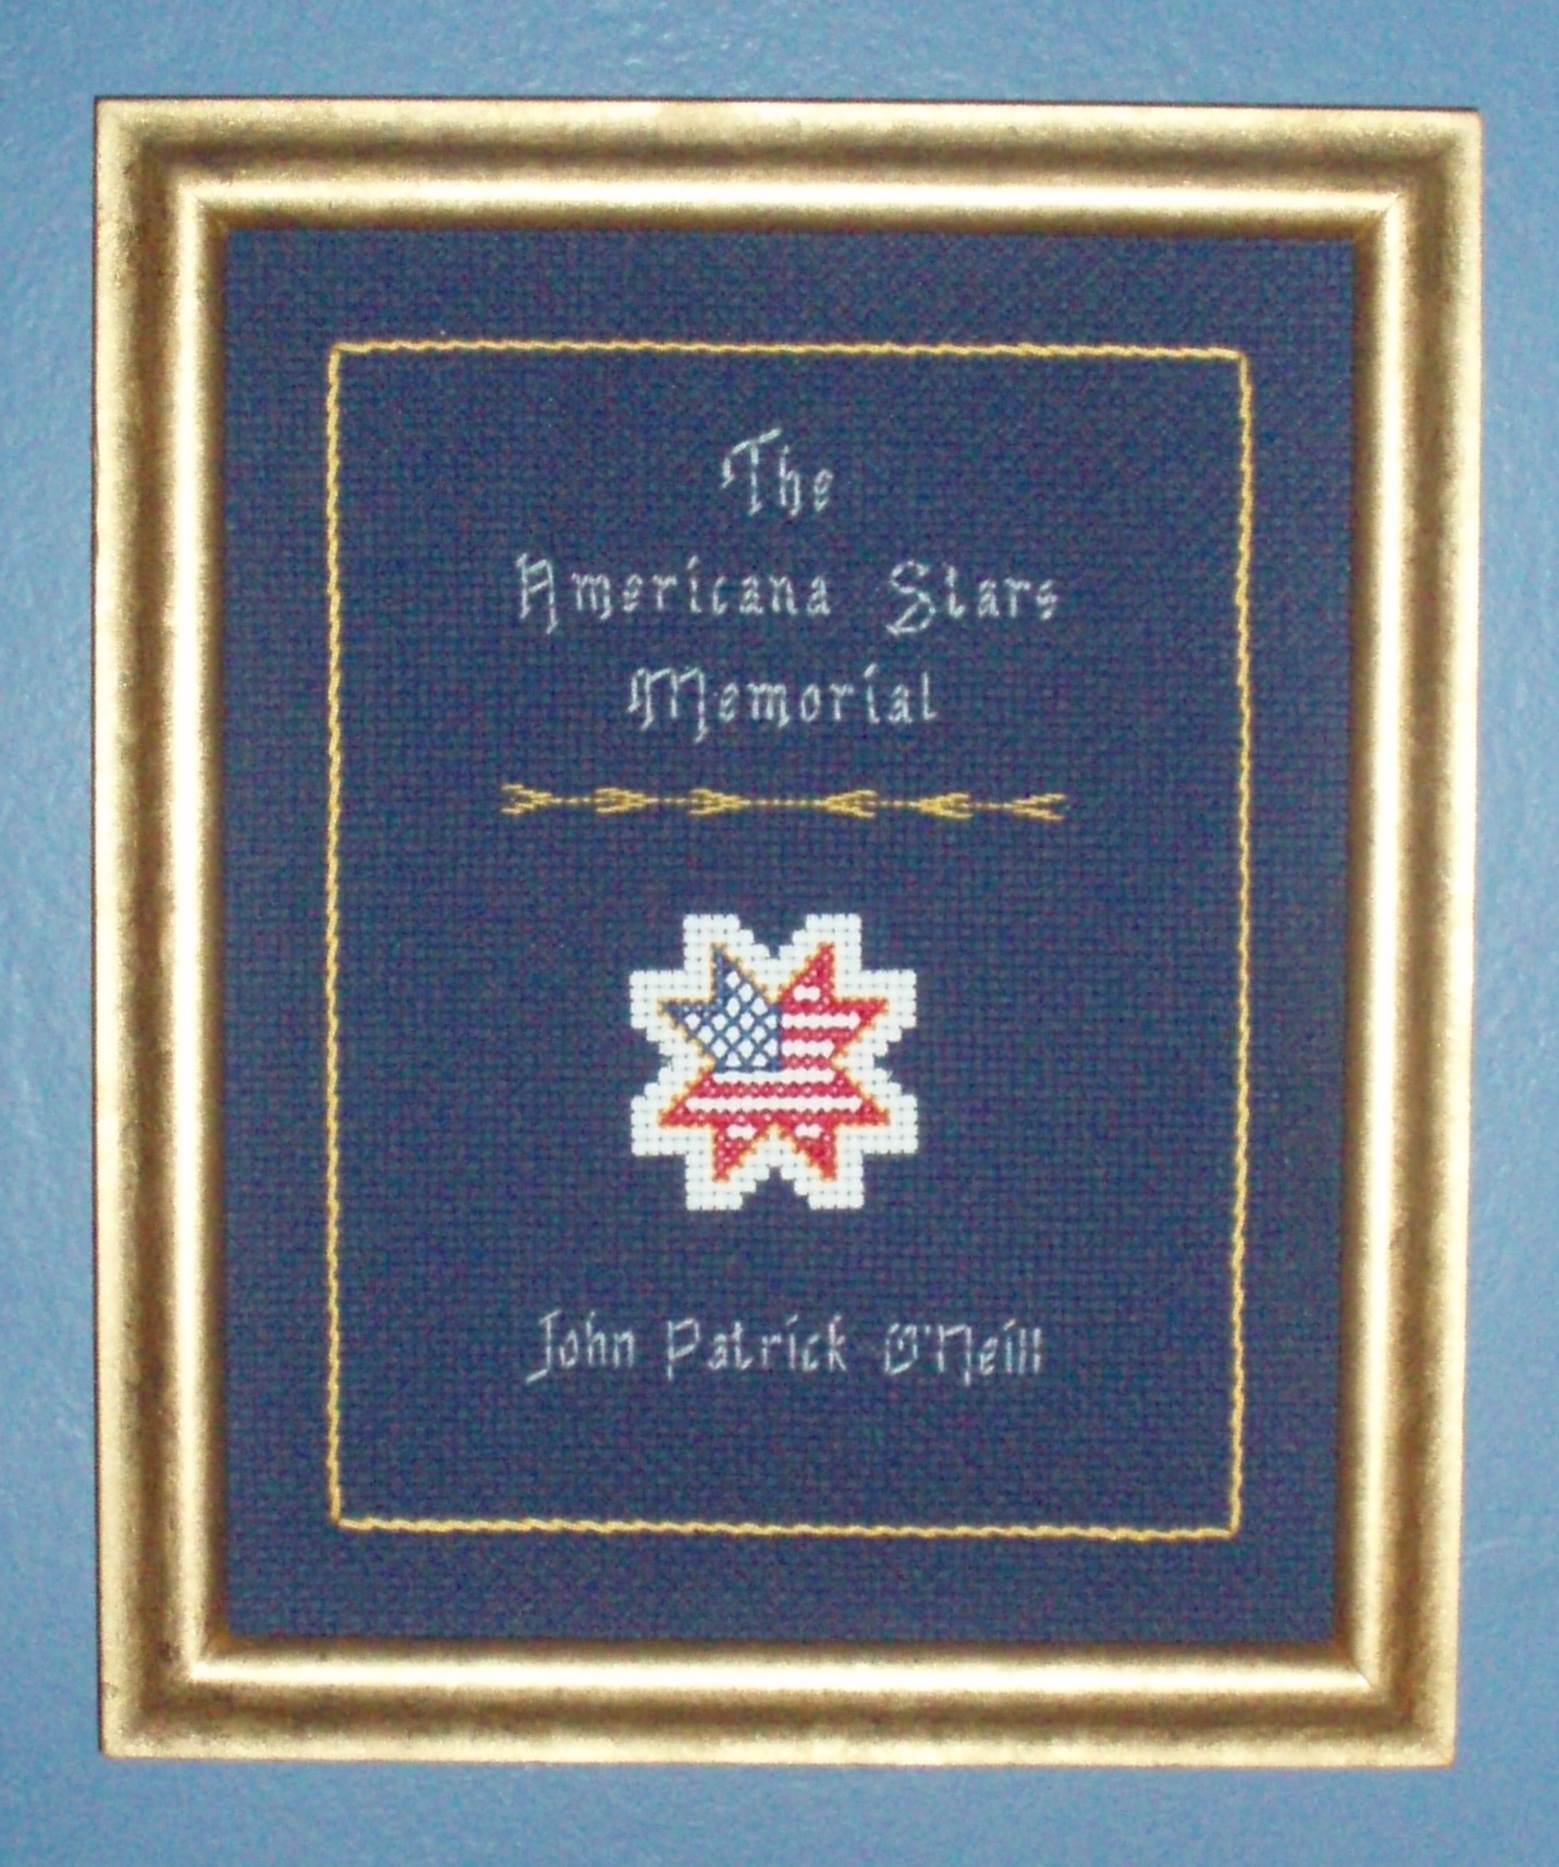 The
Americana Stars
Memorial
John Patrick O'Neill